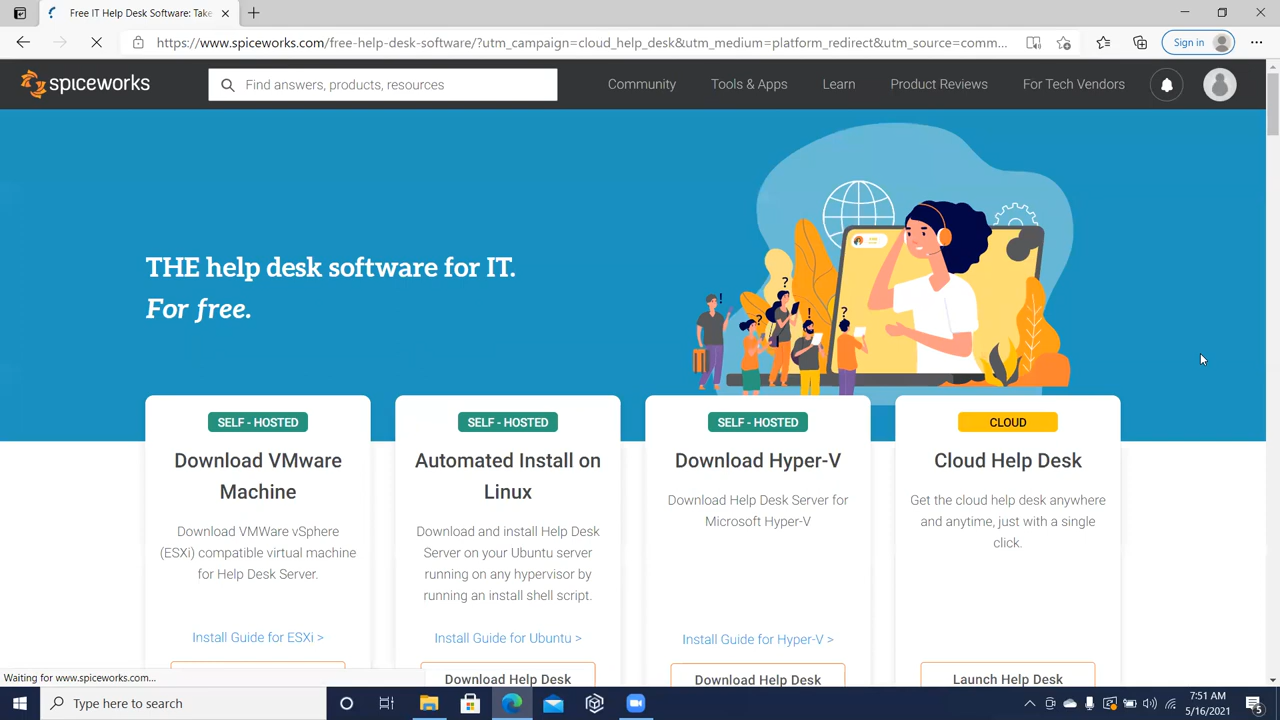 Free IT Help Desk Software: Take
https://www.spiceworks.com/free-help-desk-software/?utm_campaign=cloud_help_desk&utm_medium=platform_redirect&utm_source=comm...
Sign in
spiceworks
Find answers, products, resources
Community
Tools & Apps
Learn
Product Reviews
For Tech Vendors
THE help desk software for IT.
For free.
SELF - HOSTED
Download VMware
Machine
Download VMWare vSphere
(ESXi) compatible virtual machine
for Help Desk Server.
Install Guide for ESXi >
SELF - HOSTED
Automated Install on
Linux
Download and install Help Desk
Server on your Ubuntu server
running on any hypervisor by
running an install shell script.
Install Guide for Ubuntu >
Download Help Desk
SELF - HOSTED
Download Hyper-V
Download Help Desk Server for
Microsoft Hyper-V
Install Guide for Hyper-V >
Download Help Desk
CLOUD
Cloud Help Desk
Get the cloud help desk anywhere
and anytime, just with a single
click.
Launch Help Desk
Waiting for www.spiceworks.com...
Type here to search
7:51 AM
5/16/2021
5